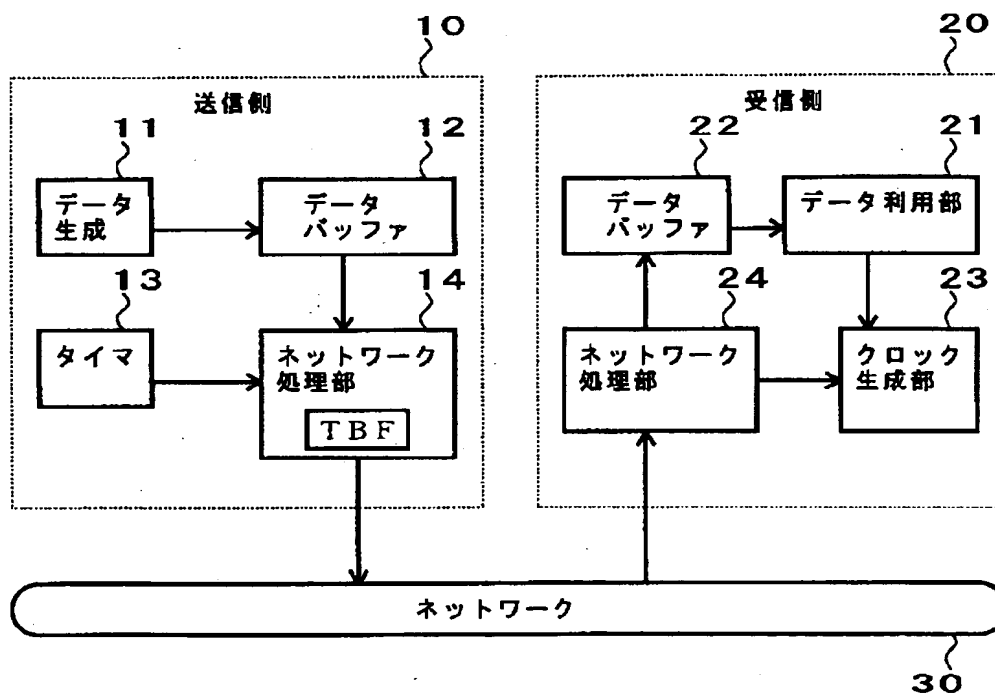 10
20
送信側
受信側
11
12
22
21
データ
生成
データ
バッファ
データ
バッファ
データ利用部
13
14
24
23
タイマ
ネットワーク
処理部
TBF
ネットワーク
処理部
クロック
生成部
ネットワーク
30